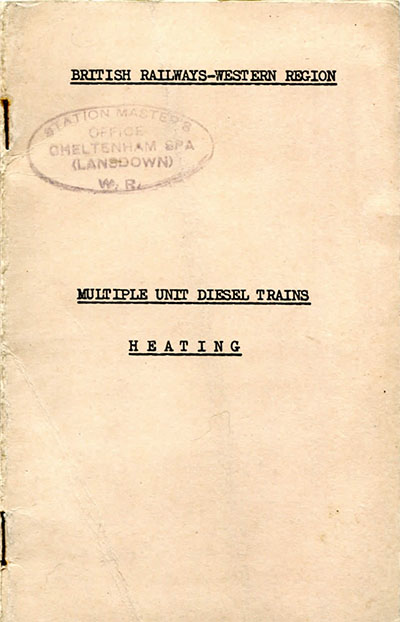 BRITISH RAILWAYS-WESTERN REGION
STATION MASTER'S
OFFICE
CHELTENHAM SPA
(LANSDOWN)
W. R.
MULTIPLE UNIT DIESEL TRAINS
HEATING